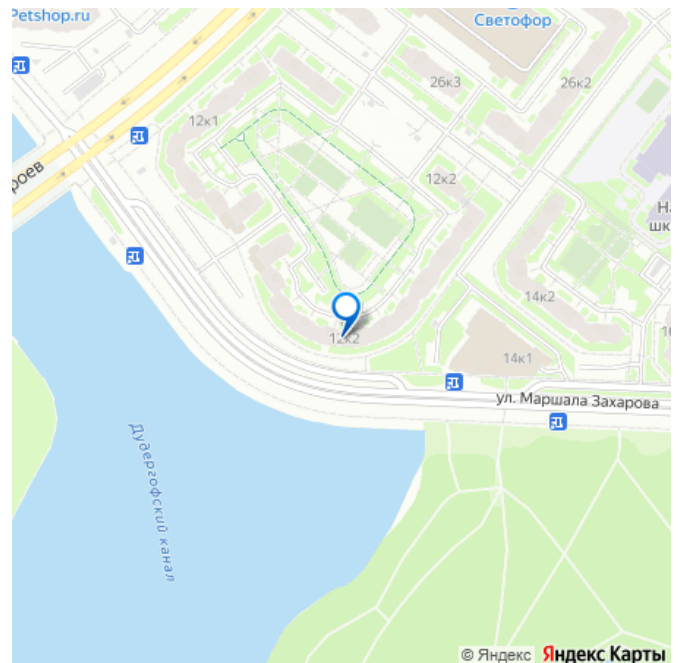 Petshop.ru
Светофор
26к3
26к2
12к1
роев
12к2
На
шк
14к2
16
12к2
14к1
ул. Маршала Захарова
Дудергофский канал
© Яндекс Яндекс Карты